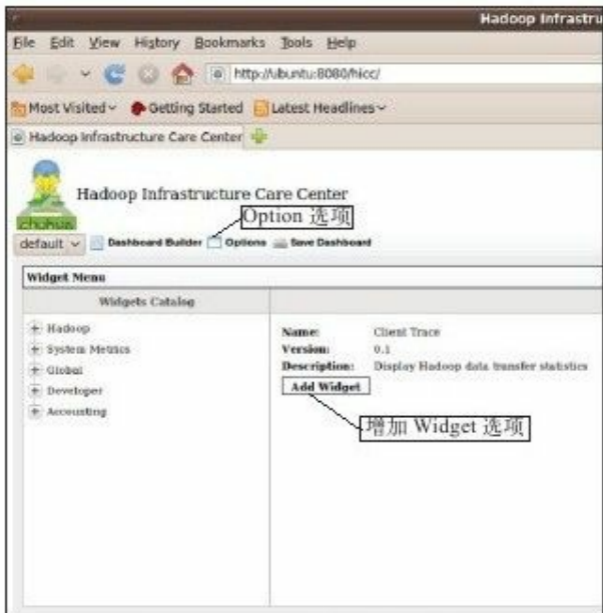 Hadoop Infrastru
File Edit View History Bookmarks Tools Help
http://ubuntu:8080/hicc/
Most Visited Getting Started Latest Headlines
Hadoop Infrastructure Care Center
Hadoop Infrastructure Care Center
Option 选项
chukwa
default Dashboard Builder Options Save Dashboard
Widget Menu
Widgets Catalog
Hadoop
System Metrics
Global
Developer
Accounting
Name: Client Trace
Version: 0.1
Description: Display Hadoop data transfer statistics
Add Widget
增加 Widget 选项